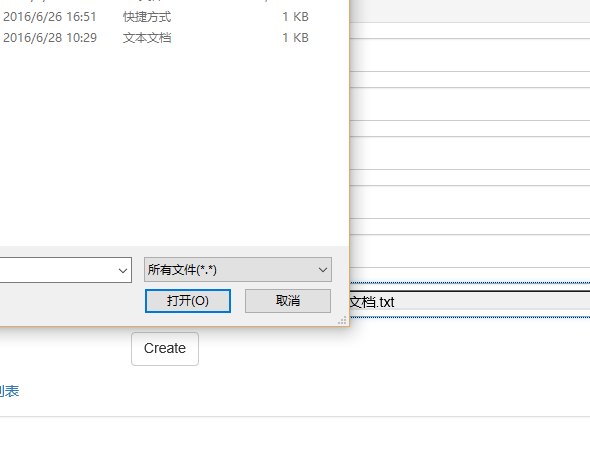 2016/6/26 16:51 快捷方式 1 KB
2016/6/28 10:29 文本文档 1 KB
所有文件(*.*)
打开(O) 取消
文档.txt
Create
列表